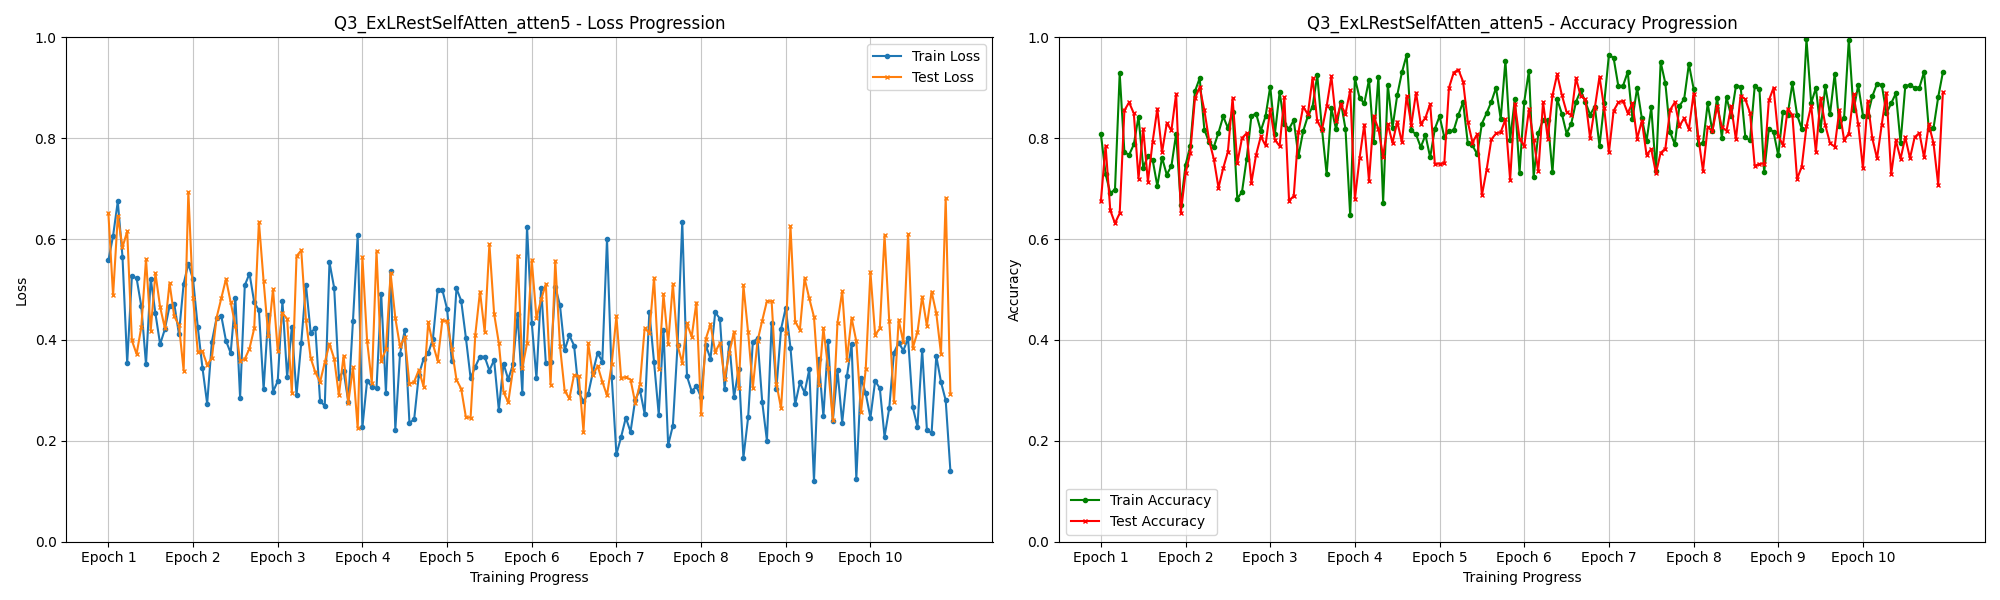 Q3_ExLRestSelfAtten_atten5 - Loss Progression
1.0
0.8
0.6
0.4
0.2
0.0
Loss
Train Loss
Test Loss
Epoch 1 Epoch 2 Epoch 3 Epoch 4 Epoch 5 Epoch 6 Epoch 7 Epoch 8 Epoch 9 Epoch 10
Training Progress
Q3_ExLRestSelfAtten_atten5 - Accuracy Progression
1.0
0.8
0.6
0.4
0.2
0.0
Accuracy
Train Accuracy
Test Accuracy
Epoch 1 Epoch 2 Epoch 3 Epoch 4 Epoch 5 Epoch 6 Epoch 7 Epoch 8 Epoch 9 Epoch 10
Training Progress